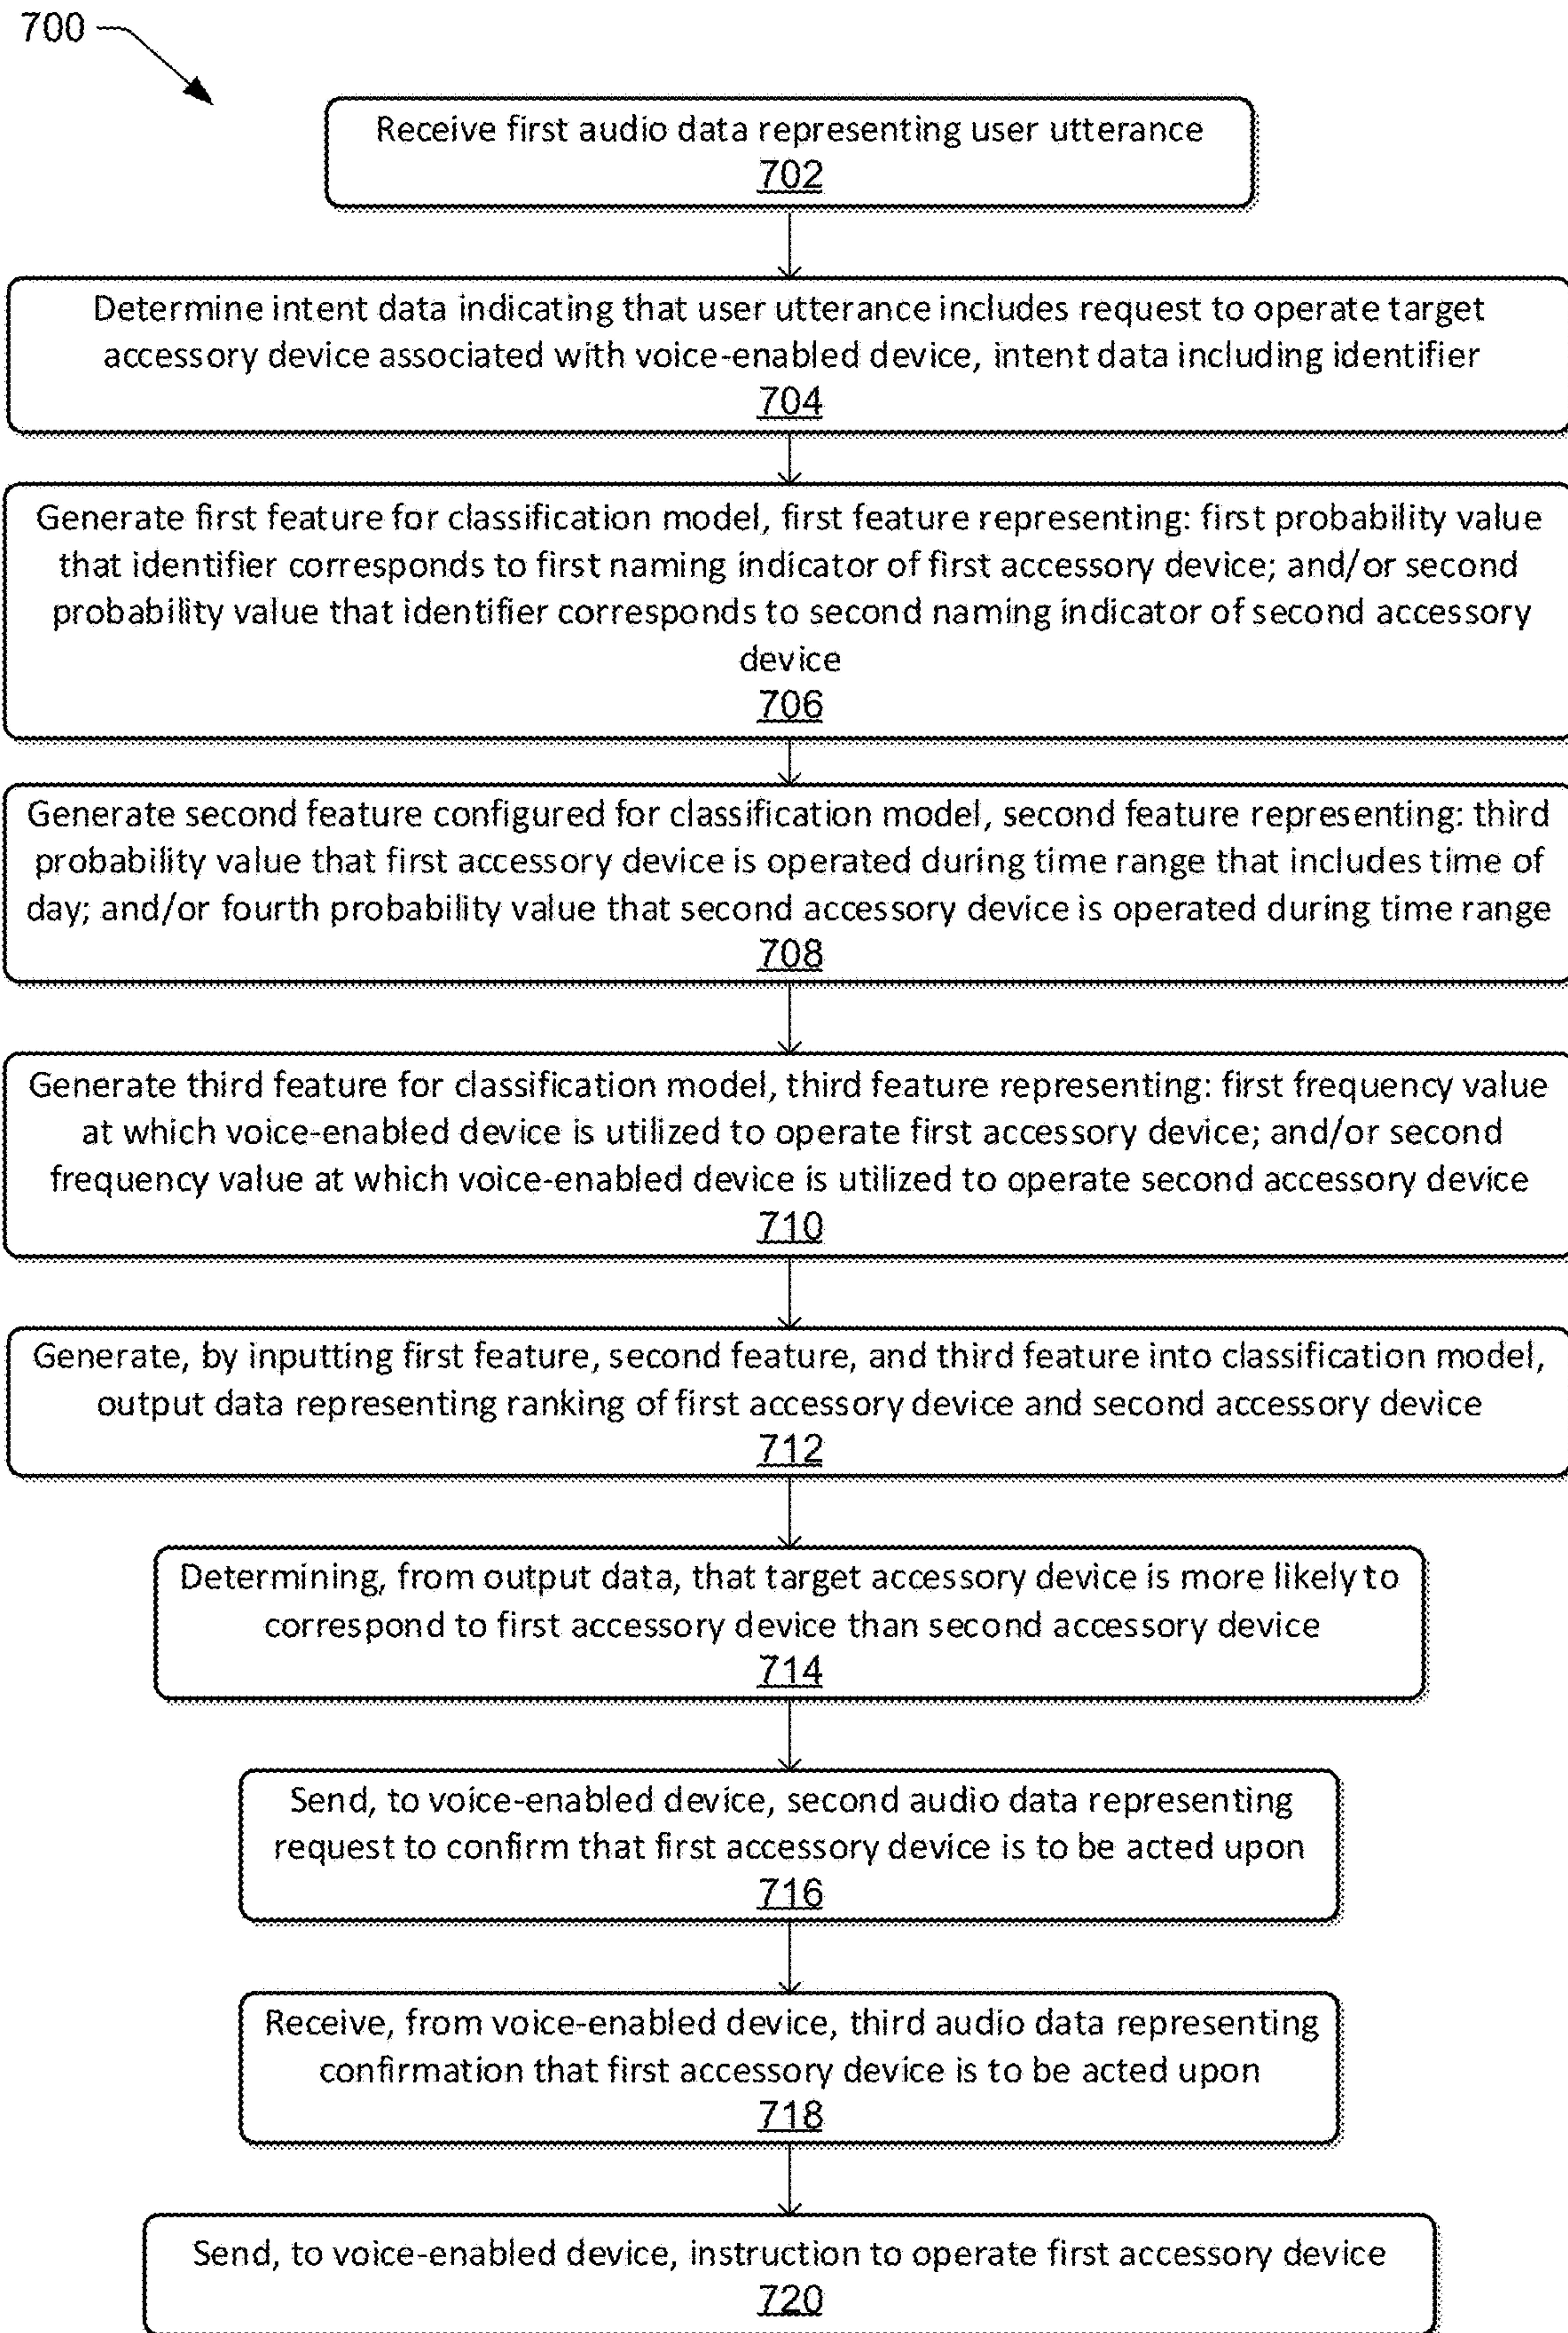 700
Receive first audio data representing user utterance
702
Determine intent data indicating that user utterance includes request to operate target
accessory device associated with voice-enabled device, intent data including identifier
704
Generate first feature for classification model, first feature representing: first probability value
that identifier corresponds to first naming indicator of first accessory device; and/or second
probability value that identifier corresponds to second naming indicator of second accessory
device
706
Generate second feature configured for classification model, second feature representing: third
probability value that first accessory device is operated during time range that includes time of
day; and/or fourth probability value that second accessory device is operated during time range
708
Generate third feature for classification model, third feature representing: first frequency value
at which voice-enabled device is utilized to operate first accessory device; and/or second
frequency value at which voice-enabled device is utilized to operate second accessory device
710
Generate, by inputting first feature, second feature, and third feature into classification model,
output data representing ranking of first accessory device and second accessory device
712
Determining, from output data, that target accessory device is more likely to
correspond to first accessory device than second accessory device
714
Send, to voice-enabled device, second audio data representing
request to confirm that first accessory device is to be acted upon
716
Receive, from voice-enabled device, third audio data representing
confirmation that first accessory device is to be acted upon
718
Send, to voice-enabled device, instruction to operate first accessory device
720